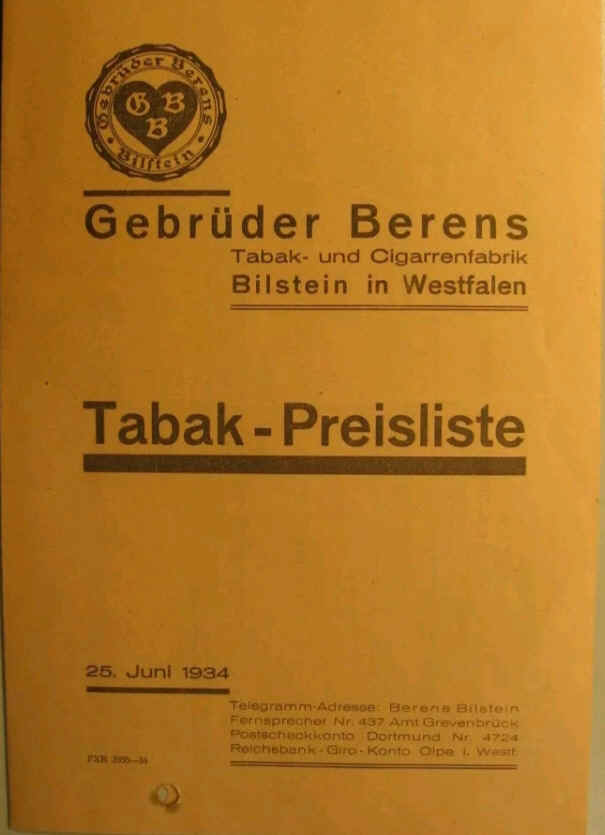 Gebrüder Berens
G B
B
Bilstein
Gebrüder Berens
Tabak- und Cigarrenfabrik
Bilstein in Westfalen
Tabak-Preisliste
25. Juni 1934
Telegramm-Adresse: Berens Bilstein
Fernsprecher Nr. 437 Amt Grevenbrück
Postscheckkonto Dortmund Nr. 4724
Reichsbank-Giro-Konto Olpe i. Westf.